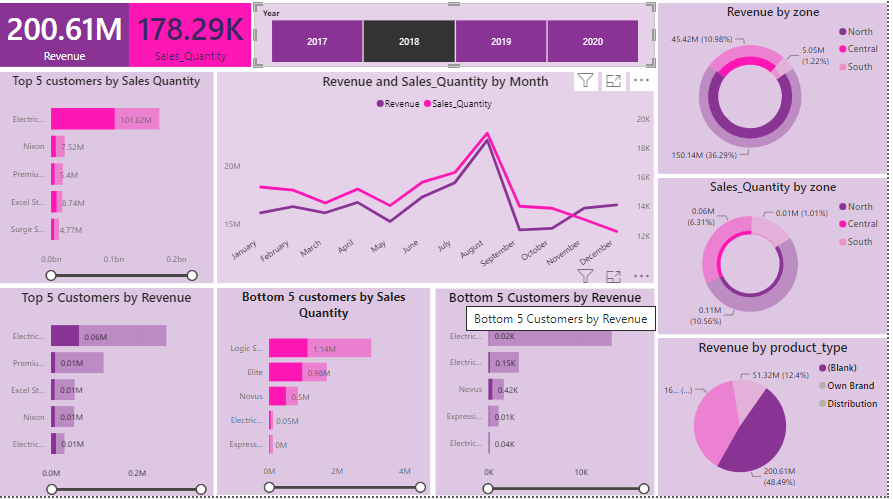 200.61M
Revenue
178.29K
Sales_Quantity
Year
2017
2018
2019
2020
Revenue by zone
45.42M (10.98%)
5.05M
(1.22%)
150.14M (36.29%)
North
Central
South
Top 5 customers by Sales Quantity
Electric...
101.62M
Nixon
7.52M
Premiu...
5.4M
Excel St...
8.74M
Surge S...
4.77M
0.0bn
0.1bn
0.2bn
Revenue and Sales_Quantity by Month
Revenue
Sales_Quantity
20M
15M
20K
18K
16K
14K
12K
January
February
March
April
May
June
July
August
September
October
November
December
Sales_Quantity by zone
0.06M
(6.31%)
0.01M (1.01%)
0.11M
(10.56%)
North
Central
South
Top 5 Customers by Revenue
Electric...
0.06M
Premiu...
0.01M
Excel St...
0.01M
Nixon
0.01M
Electric...
0.01M
0.0M
0.2M
Bottom 5 customers by Sales
Quantity
Logic S...
1.14M
Elite
0.98M
Novus
0.5M
Electric...
0.05M
Express...
0M
0M
2M
4M
Bottom 5 Customers by Revenue
Bottom 5 Customers by Revenue
Electric...
0.02K
Electric...
0.15K
Novus
0.42K
Expressi...
0.01K
Electric...
0.04K
0K
10K
Revenue by product_type
51.32M (12.4%)
16... (...)
200.61M
(48.49%)
(Blank)
Own Brand
Distribution